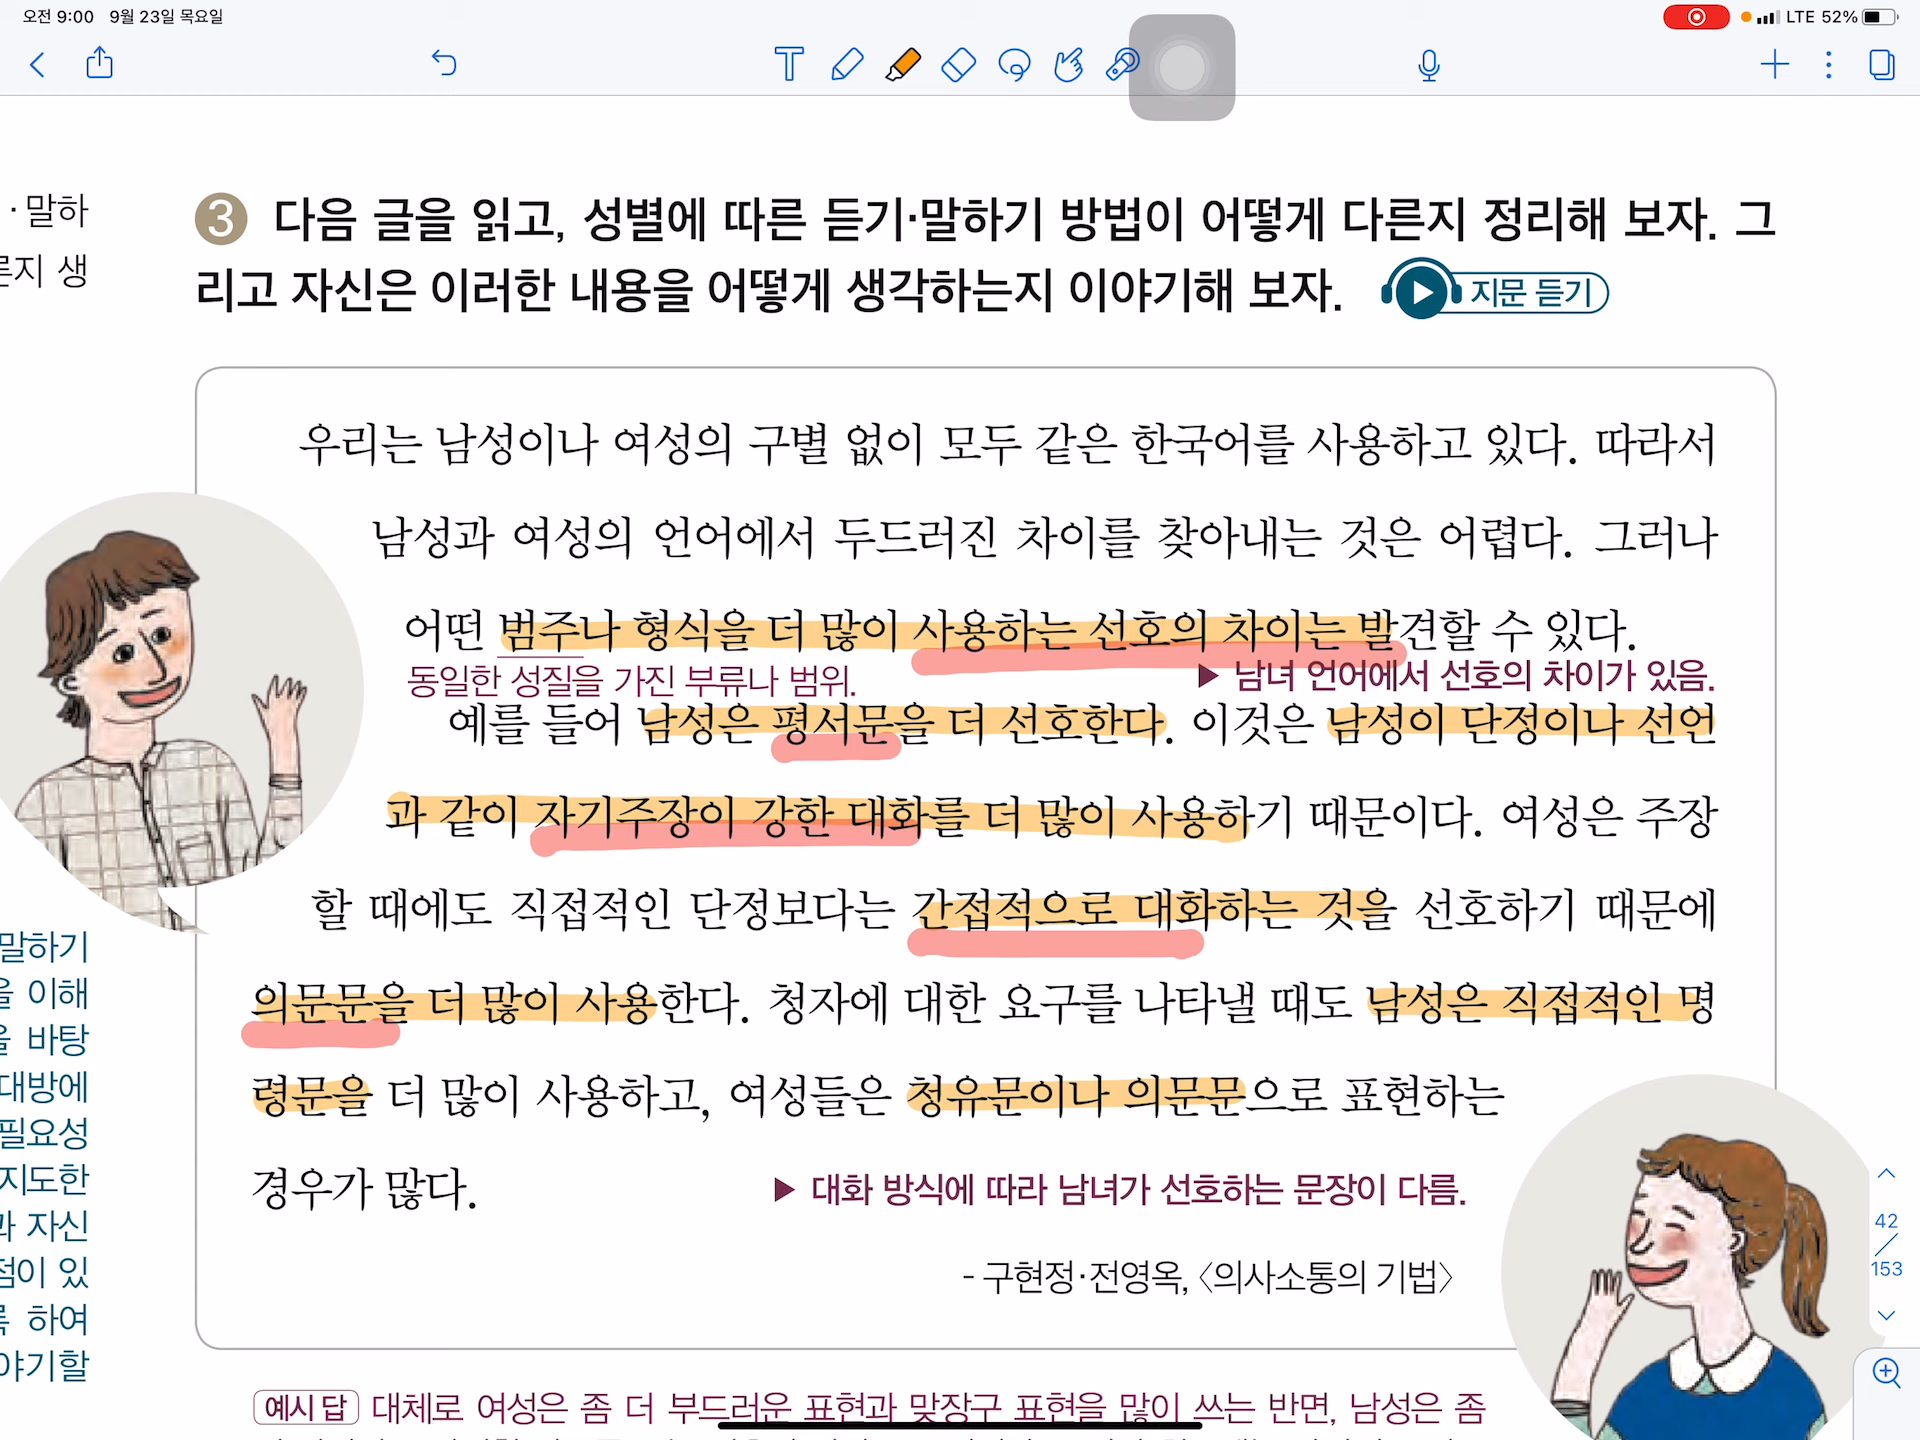 오전 9:00 9월 23일 목요일
LTE 52%
· 말하
른지 생
3 다음 글을 읽고, 성별에 따른 듣기·말하기 방법이 어떻게 다른지 정리해 보자. 그
리고 자신은 이러한 내용을 어떻게 생각하는지 이야기해 보자. 지문 듣기
우리는 남성이나 여성의 구별 없이 모두 같은 한국어를 사용하고 있다. 따라서
남성과 여성의 언어에서 두드러진 차이를 찾아내는 것은 어렵다. 그러나
어떤 범주나 형식을 더 많이 사용하는 선호의 차이는 발견할 수 있다.
동일한 성질을 가진 부류나 범위. ▶ 남녀 언어에서 선호의 차이가 있음.
예를 들어 남성은 평서문을 더 선호한다. 이것은 남성이 단정이나 선언
과 같이 자기주장이 강한 대화를 더 많이 사용하기 때문이다. 여성은 주장
할 때에도 직접적인 단정보다는 간접적으로 대화하는 것을 선호하기 때문에
의문문을 더 많이 사용한다. 청자에 대한 요구를 나타낼 때도 남성은 직접적인 명
령문을 더 많이 사용하고, 여성들은 청유문이나 의문문으로 표현하는
경우가 많다. ▶ 대화 방식에 따라 남녀가 선호하는 문장이 다름.
- 구현정·전영옥, 〈의사소통의 기법〉
말하기
을 이해
을 바탕
대방에
필요성
지도한
과 자신
점이 있
록 하여
야기할
42
/
153
예시 답 대체로 여성은 좀 더 부드러운 표현과 맞장구 표현을 많이 쓰는 반면, 남성은 좀